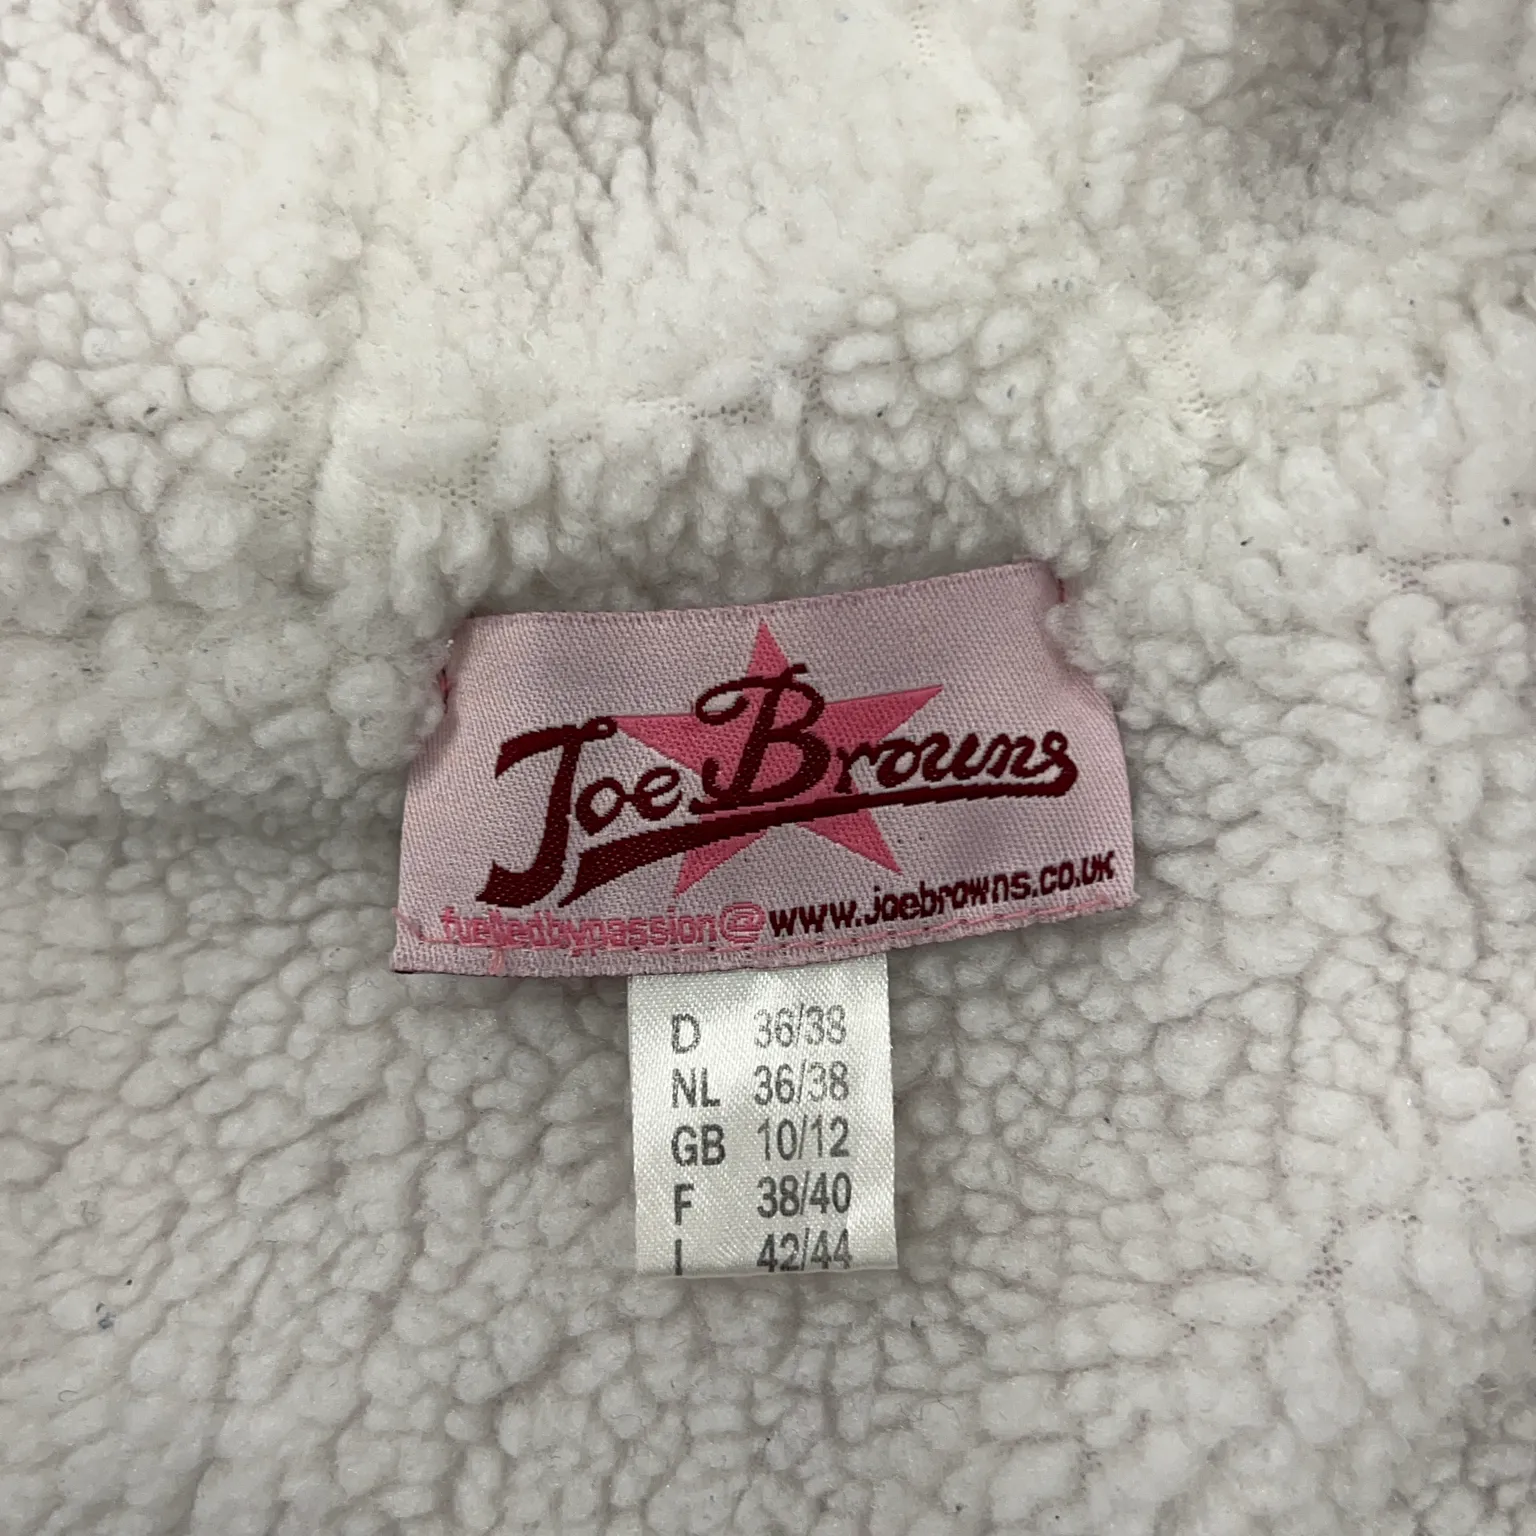 Joe Browns
fuelledbypassion@www.joebrowns.co.uk
D 36/38
NL 36/38
GB 10/12
F 38/40
I 42/44